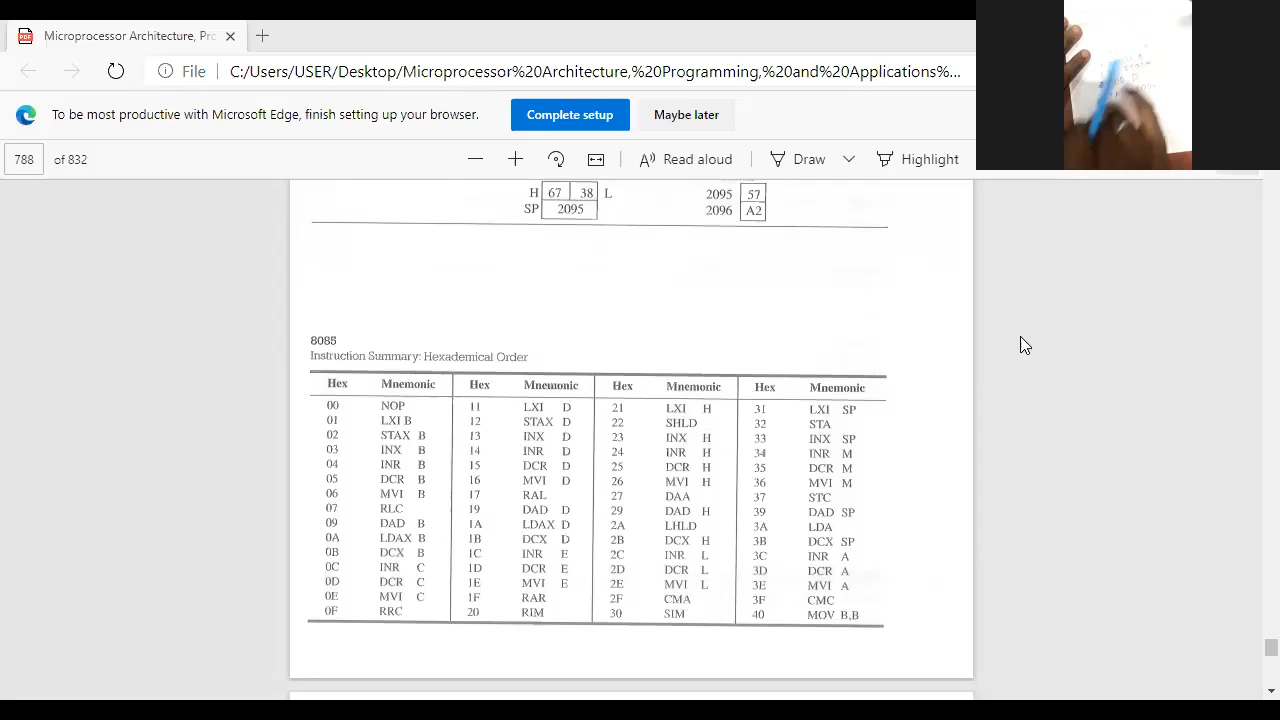 Microprocessor Architecture, Prc
File
C:/Users/USER/Desktop/Microprocessor%20Architecture,%20Programming,%20and%20Applications%...
To be most productive with Microsoft Edge, finish setting up your browser.
Complete setup
Maybe later
788 of 832
Read aloud
Draw
Highlight
H 67 38 L 2095 57
SP 2095 2096 A2
8085
Instruction Summary: Hexademical Order
Hex Mnemonic Hex Mnemonic Hex Mnemonic Hex Mnemonic
00 NOP 11 LXI D 21 LXI H 31 LXI SP
01 LXI B 12 STAX D 22 SHLD 32 STA
02 STAX B 13 INX D 23 INX H 33 INX SP
03 INX B 14 INR D 24 INR H 34 INR M
04 INR B 15 DCR D 25 DCR H 35 DCR M
05 DCR B 16 MVI D 26 MVI H 36 MVI M
06 MVI B 17 RAL 27 DAA 37 STC
07 RLC 19 DAD D 29 DAD H 39 DAD SP
09 DAD B 1A LDAX D 2A LHLD 3A LDA
0A LDAX B 1B DCX D 2B DCX H 3B DCX SP
0B DCX B 1C INR E 2C INR L 3C INR A
0C INR C 1D DCR E 2D DCR L 3D DCR A
0D DCR C 1E MVI E 2E MVI L 3E MVI A
0E MVI C 1F RAR 2F CMA 3F CMC
0F RRC 20 RIM 30 SIM 40 MOV B,B